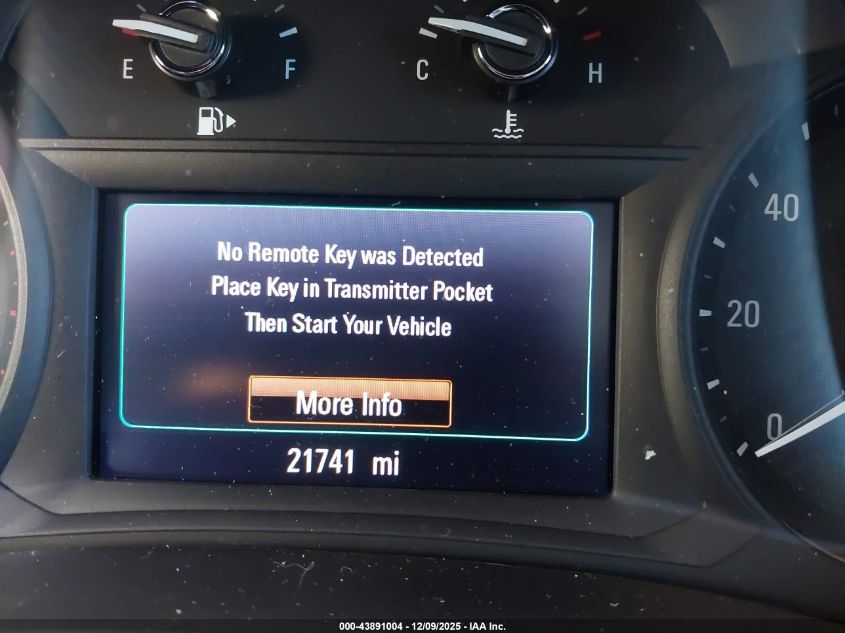 E F
C H
40
No Remote Key was Detected
Place Key in Transmitter Pocket
20
Then Start Your Vehicle
More Info
0
21741 mi
000-43891004 - 12/09/2025 - IAA Inc.